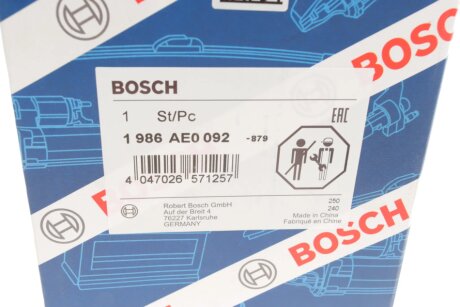 BOSCH
1 St/Pc
EAC
1 986 AE0 092 -879
4 047026 571257
Robert Bosch GmbH
Auf der Breit 4
76227 Karlsruhe
GERMANY
250
240
Made in China
Fabriqué en Chine
BOSCH